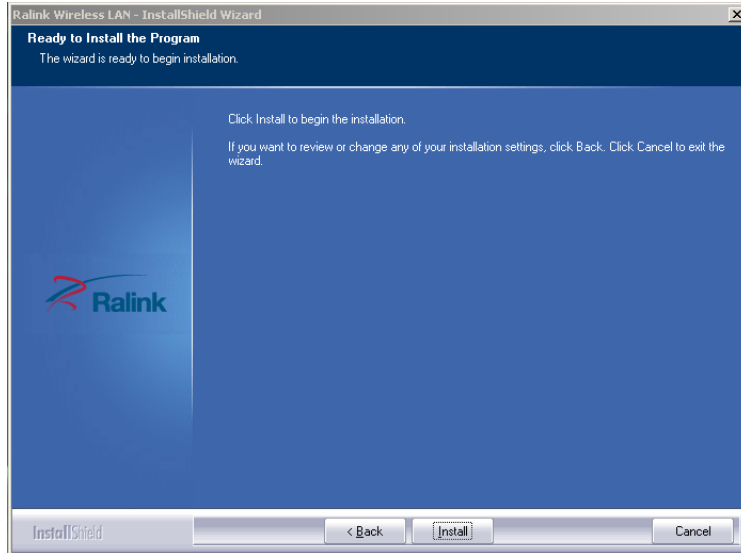 Ralink Wireless LAN - InstallShield Wizard
Ready to Install the Program
The wizard is ready to begin installation.
Click Install to begin the installation.
If you want to review or change any of your installation settings, click Back. Click Cancel to exit the
wizard.
Ralink
InstallShield
< Back
Install
Cancel